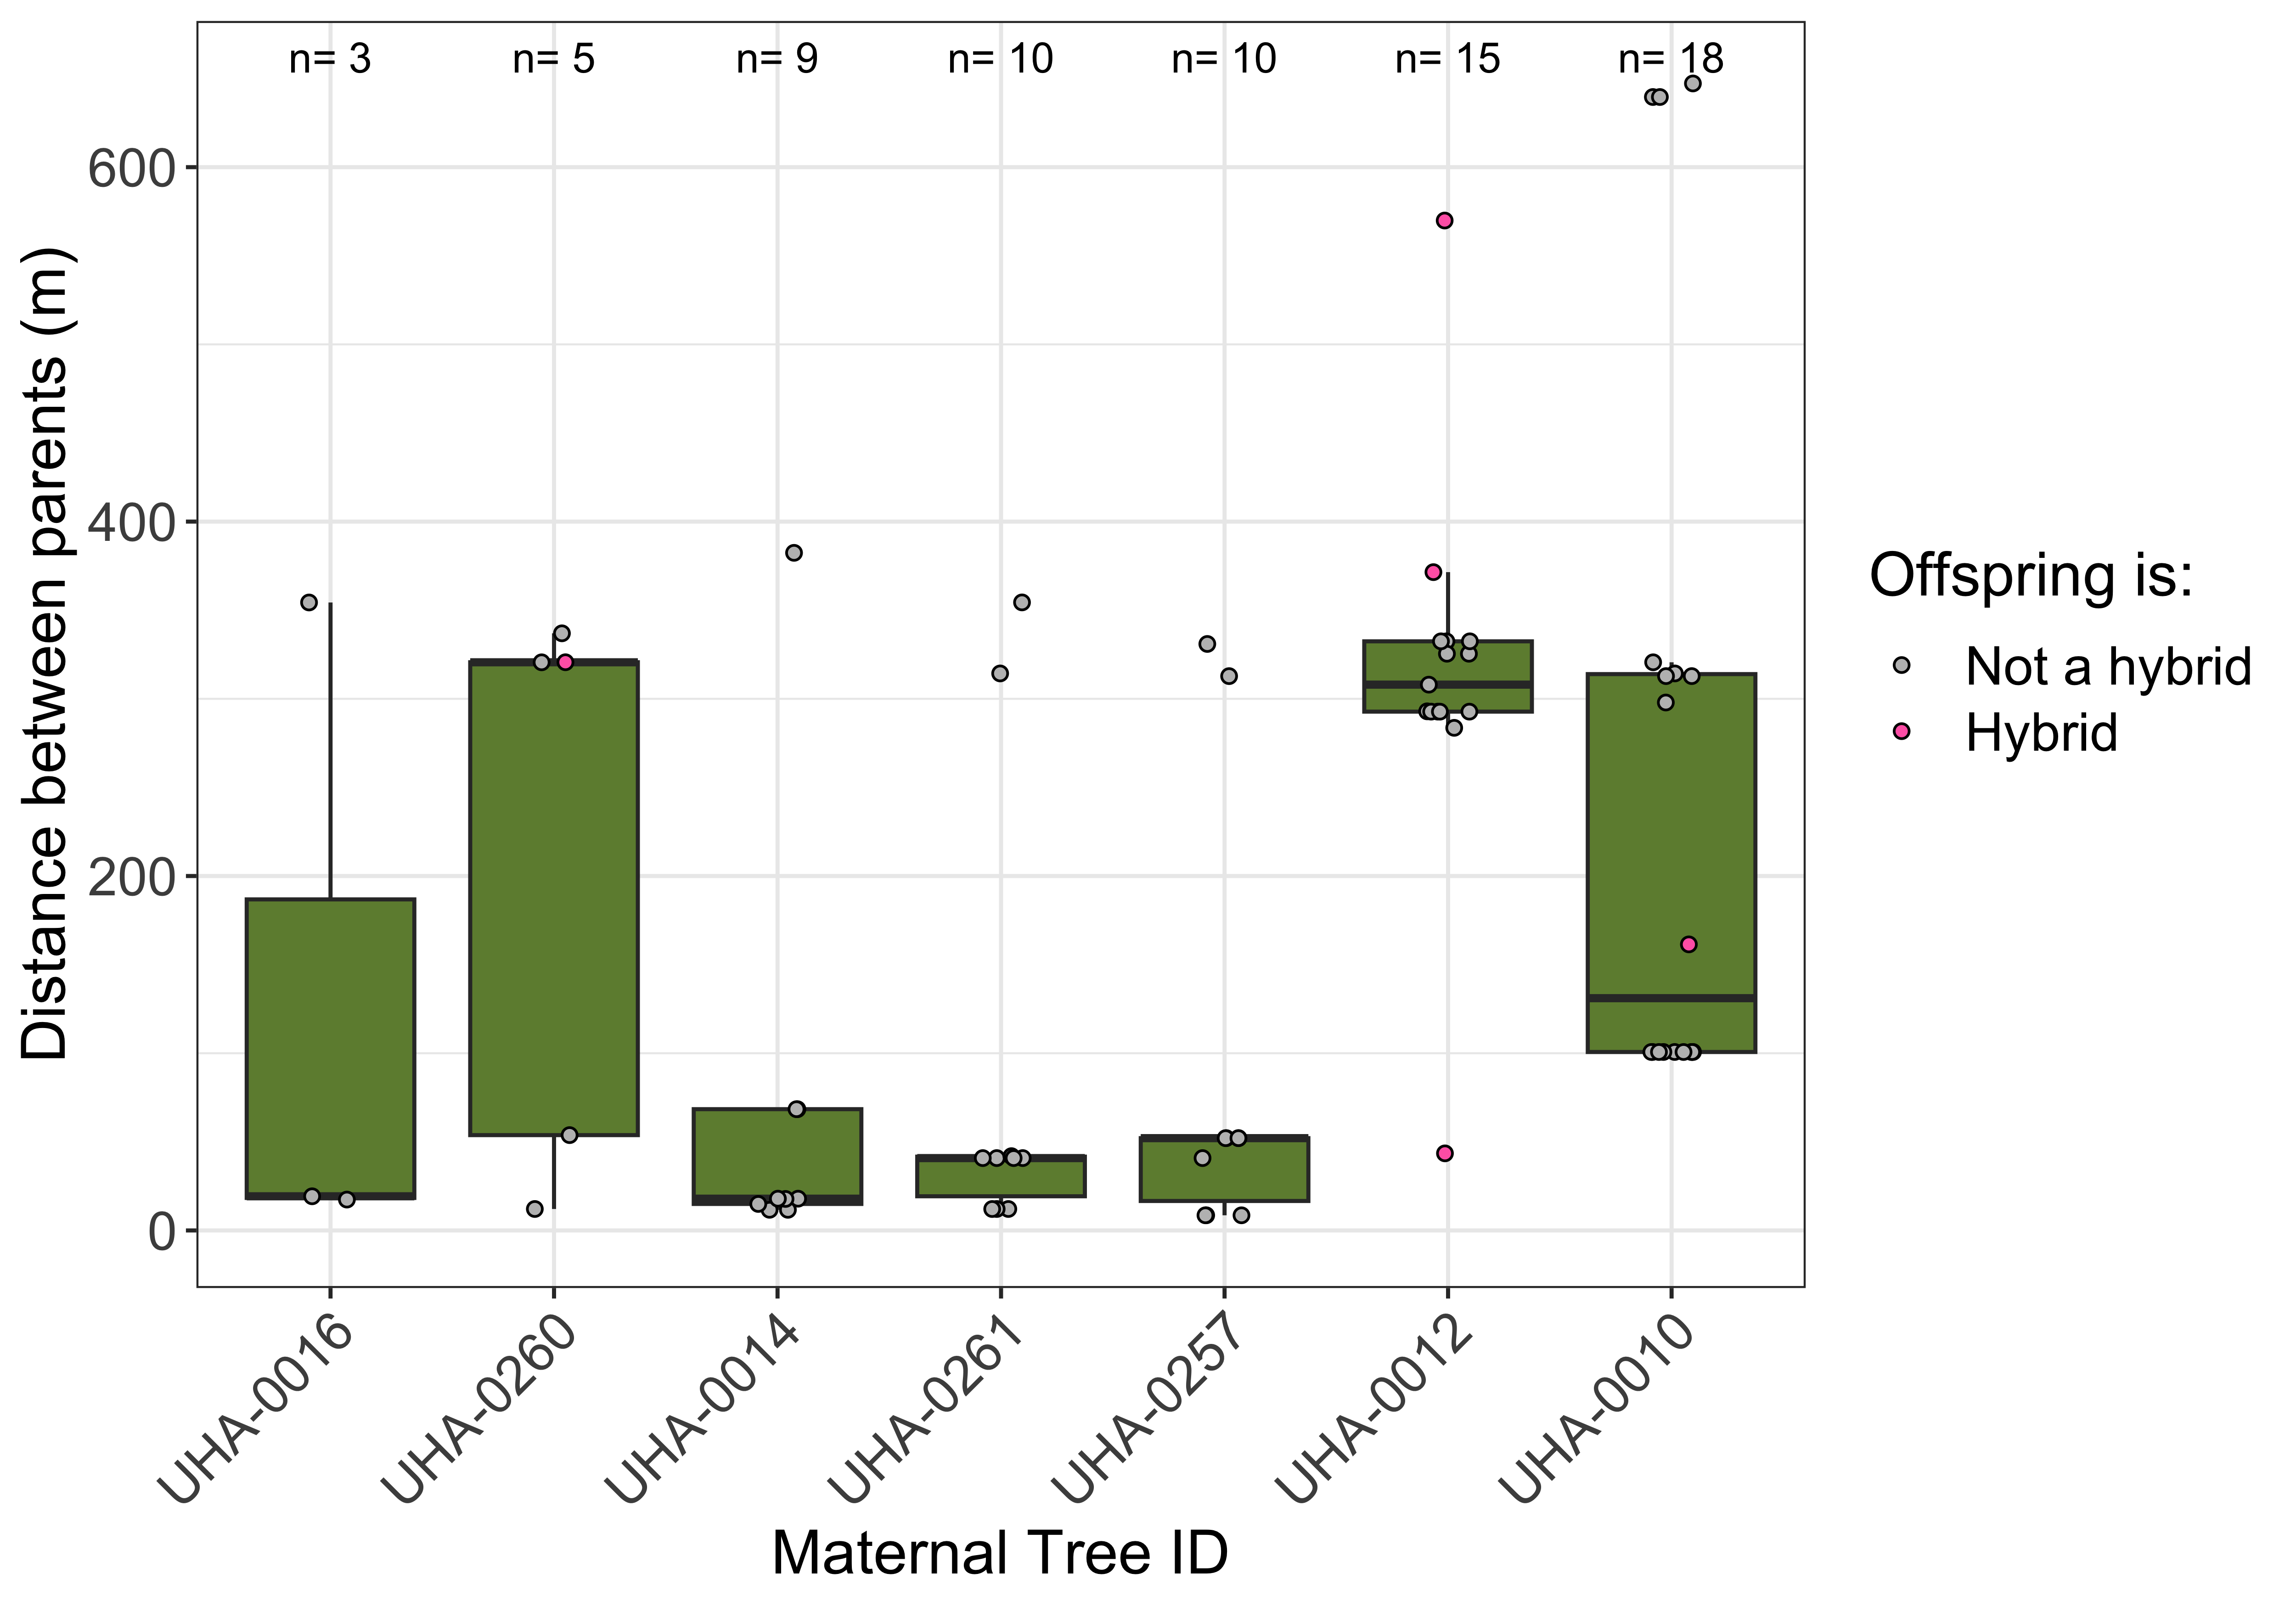 n= 3
n= 5
n= 9
n= 10
n= 10
n= 15
n= 18
Distance between parents (m)
600
400
200
0
UHA-0016
UHA-0260
UHA-0014
UHA-0261
UHA-0257
UHA-0012
UHA-0010
Maternal Tree ID
Offspring is:
Not a hybrid
Hybrid